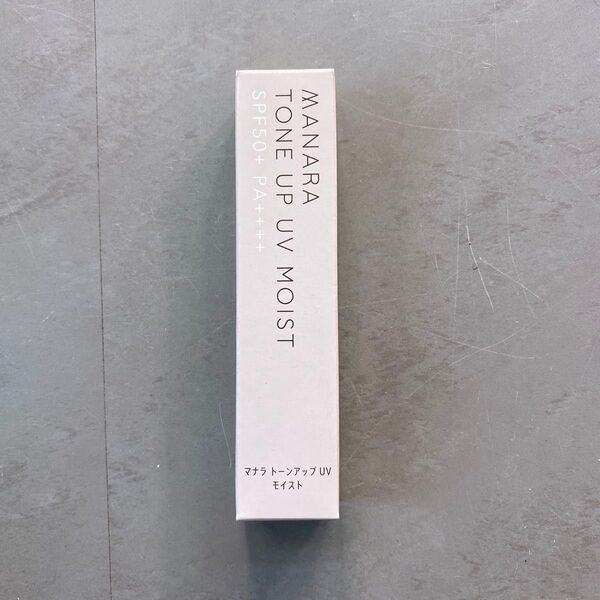 MANARA
TONE UP UV MOIST
SPF50+ PA++++
マナラ トーンアップ UV
モイスト